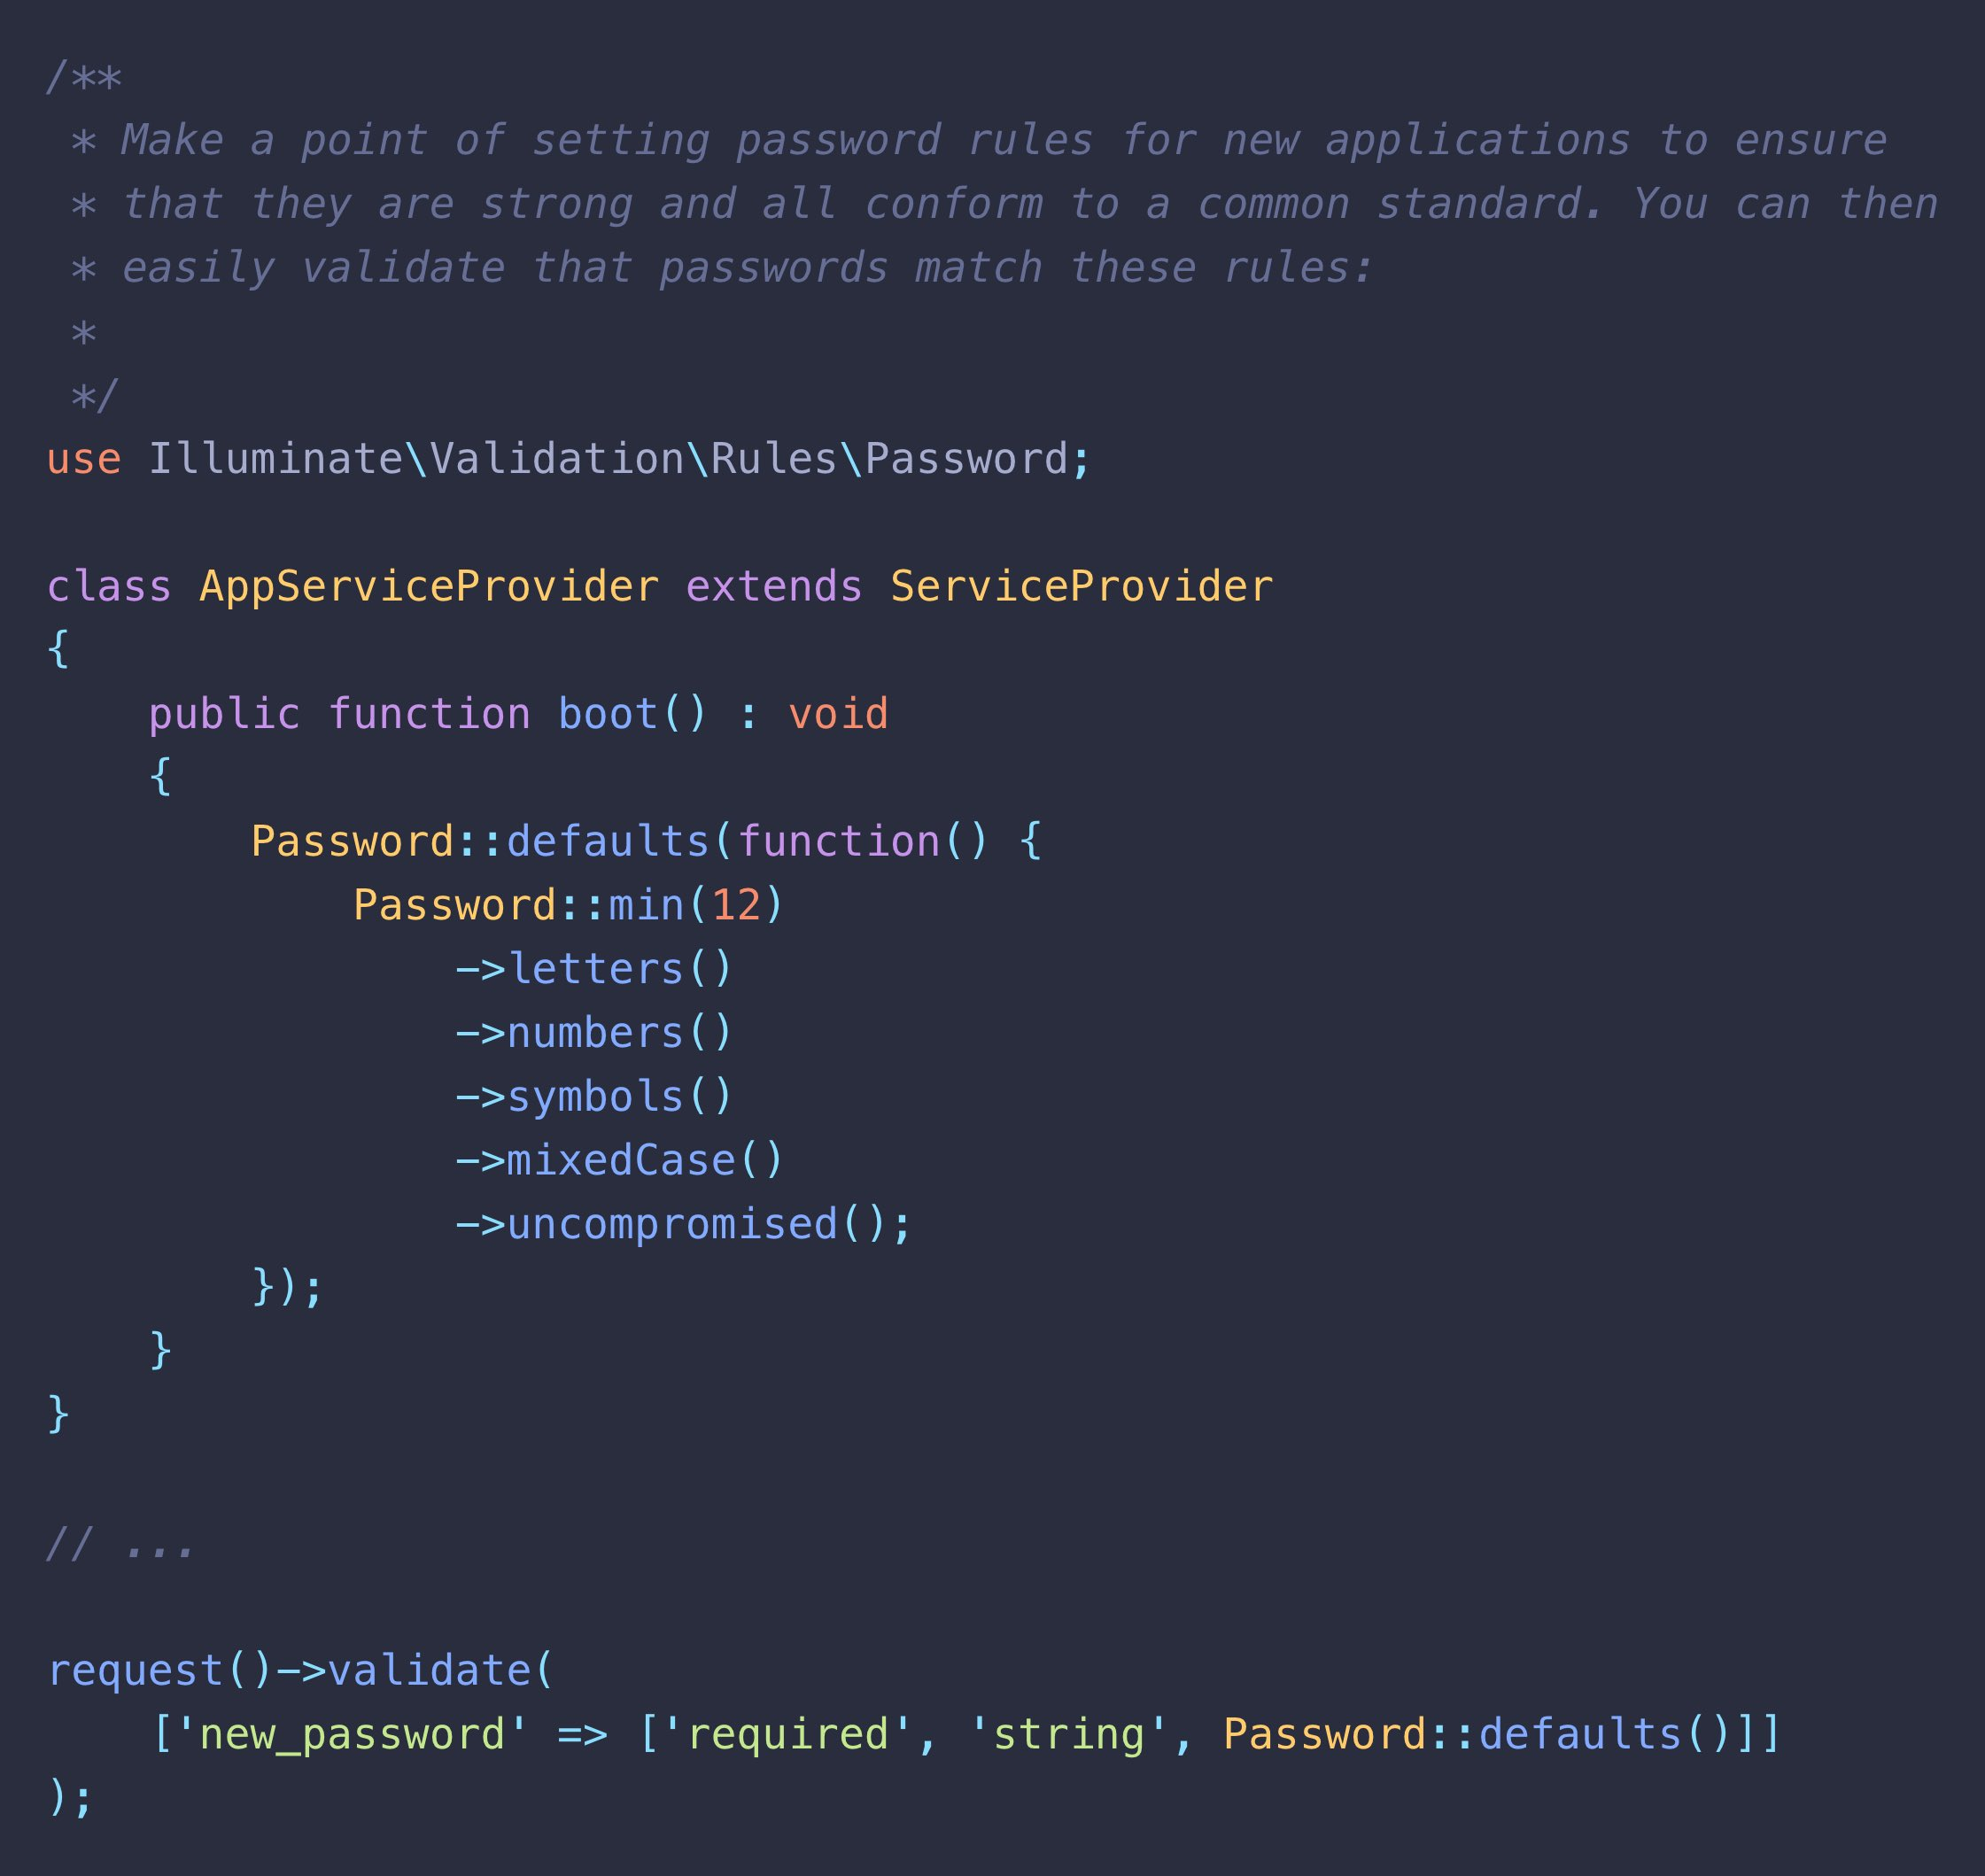 /**
 * Make a point of setting password rules for new applications to ensure
 * that they are strong and all conform to a common standard. You can then
 * easily validate that passwords match these rules:
 *
 */
use Illuminate\Validation\Rules\Password;

class AppServiceProvider extends ServiceProvider
{
    public function boot() : void
    {
        Password::defaults(function() {
            Password::min(12)
                ->letters()
                ->numbers()
                ->symbols()
                ->mixedCase()
                ->uncompromised();
        });
    }
}

// ...

request()->validate(
    ['new_password' => ['required', 'string', Password::defaults()]]
);